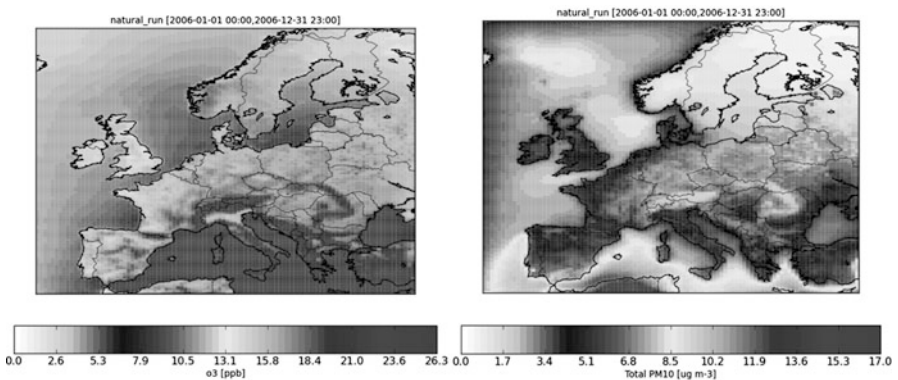 natural_run [2006-01-01 00:00,2006-12-31 23:00]
natural_run [2006-01-01 00:00,2006-12-31 23:00]
0.0 2.6 5.3 7.9 10.5 13.1 15.8 18.4 21.0 23.6 26.3
o3 [ppb]
0.0 1.7 3.4 5.1 6.8 8.5 10.2 11.9 13.6 15.3 17.0
Total PM10 [ug m-3]